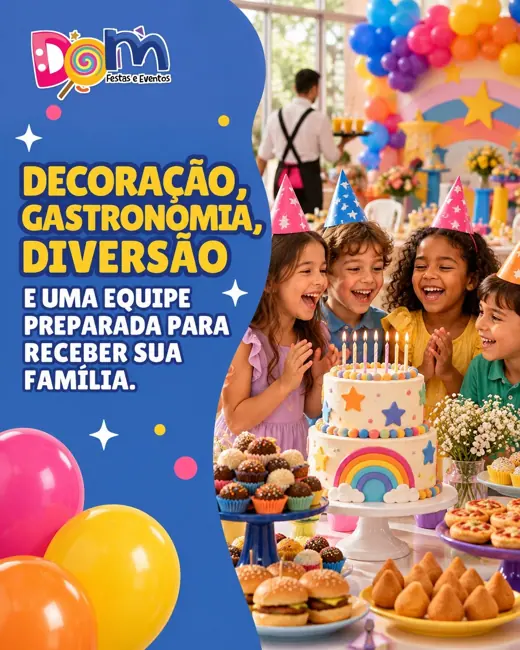 Dom
Festas e Eventos
DECORAÇÃO,
GASTRONOMIA,
DIVERSÃO
E UMA EQUIPE
PREPARADA PARA
RECEBER SUA
FAMÍLIA.